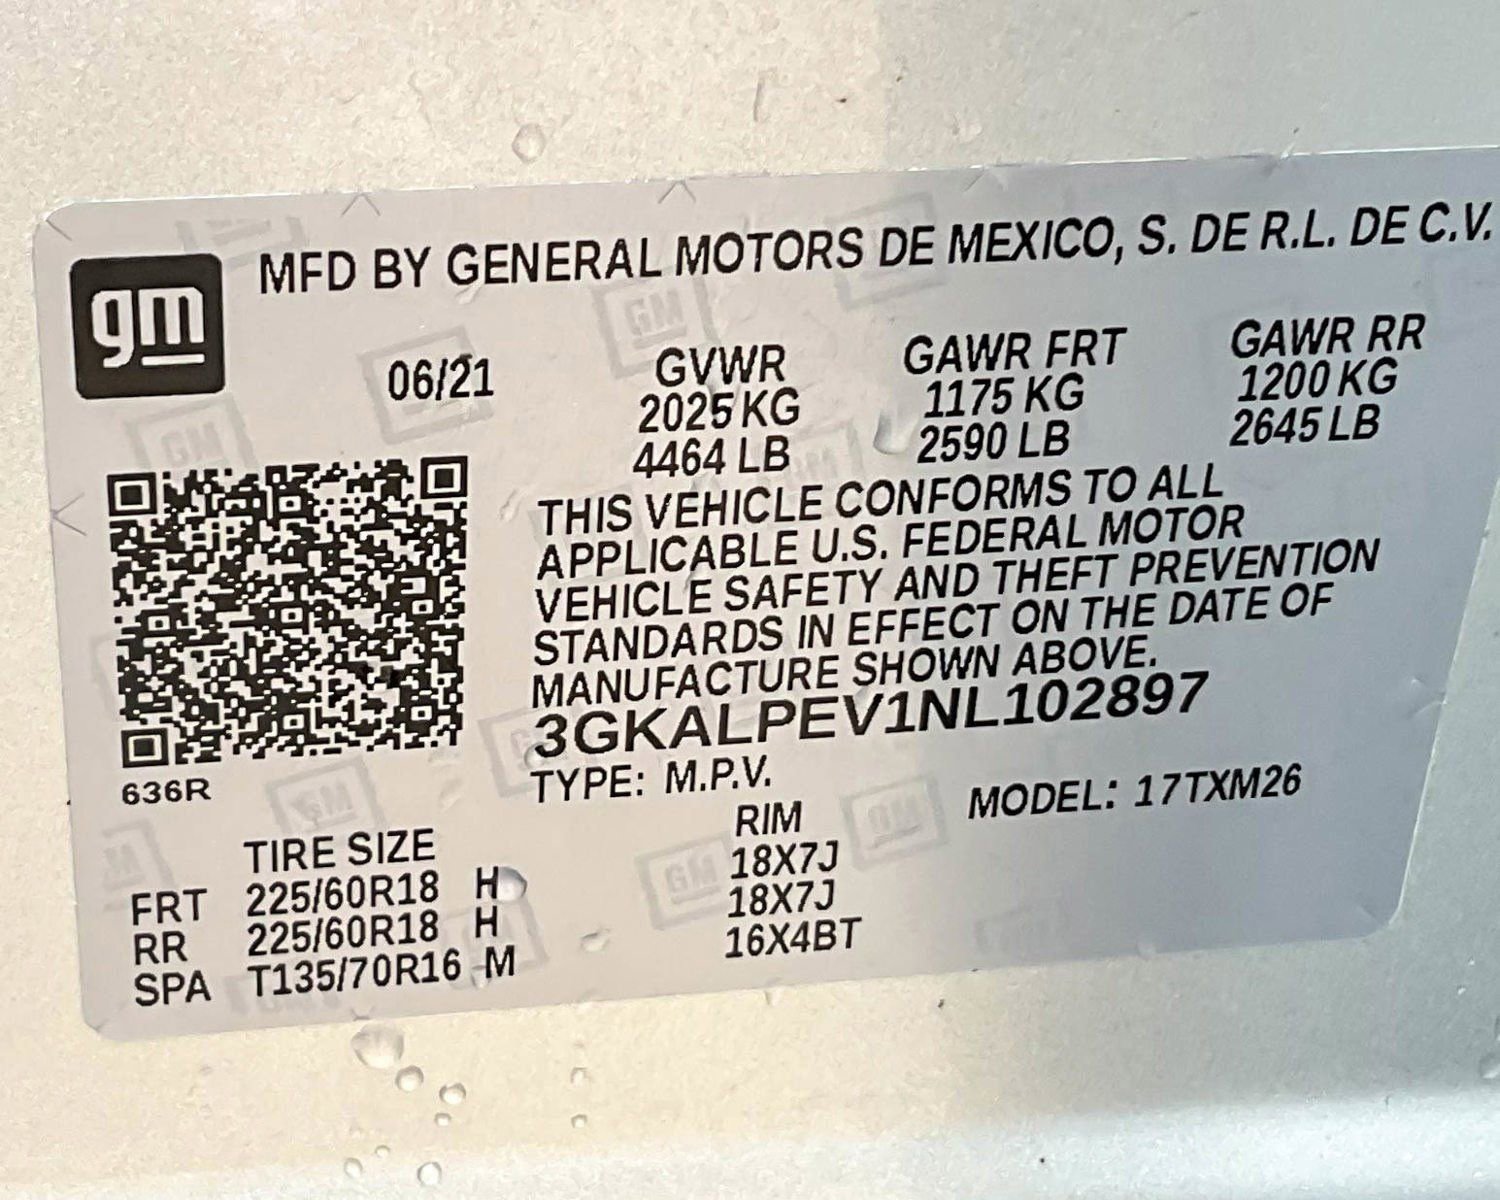 gm
MFD BY GENERAL MOTORS DE MEXICO, S. DE R.L. DE C.V.
06/21 GVWR GAWR FRT GAWR RR
2025 KG 1175 KG 1200 KG
4464 LB 2590 LB 2645 LB
THIS VEHICLE CONFORMS TO ALL
APPLICABLE U.S. FEDERAL MOTOR
VEHICLE SAFETY AND THEFT PREVENTION
STANDARDS IN EFFECT ON THE DATE OF
MANUFACTURE SHOWN ABOVE.
3GKALPEV1NL102897
636R
TYPE: M.P.V. MODEL: 17TXM26
TIRE SIZE RIM
FRT 225/60R18 H 18X7J
RR 225/60R18 H 18X7J
SPA T135/70R16 M 16X4BT